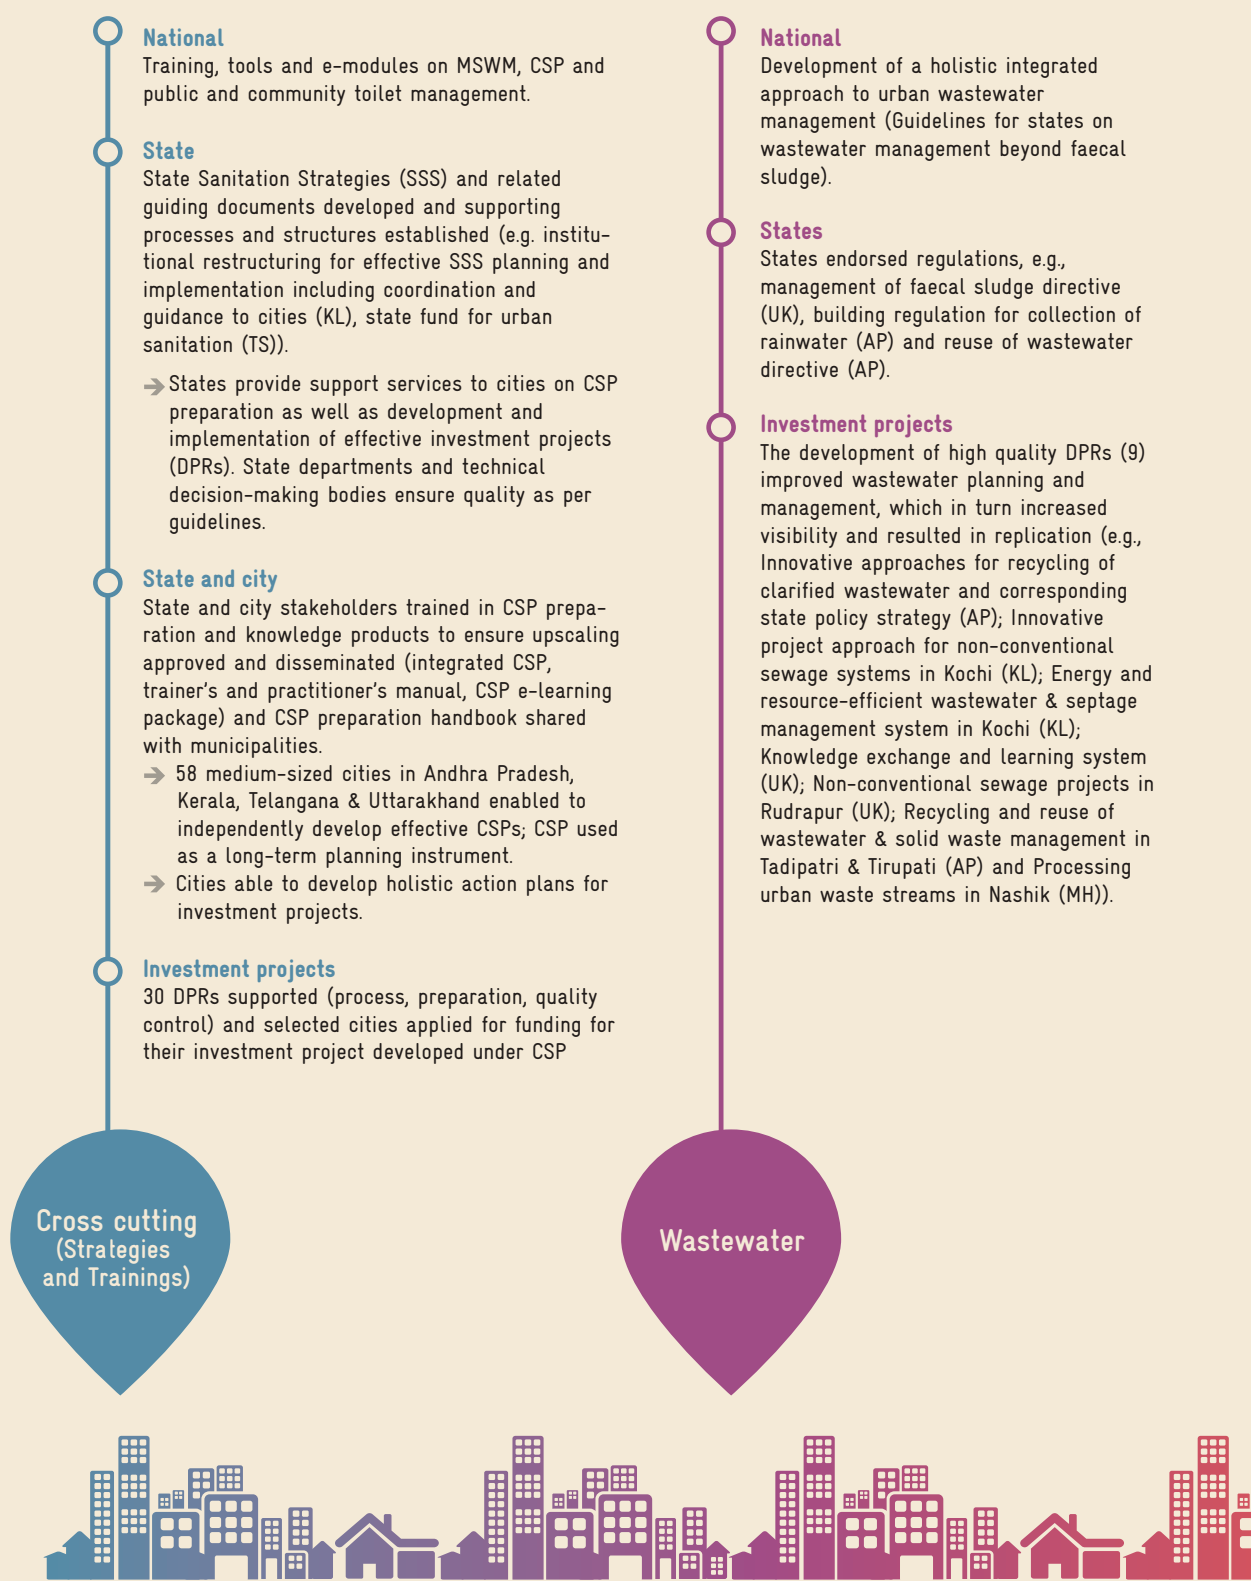 National
Training, tools and e-modules on MSWM, CSP and
public and community toilet management.
State
State Sanitation Strategies (SSS) and related
guiding documents developed and supporting
processes and structures established (e.g. institu-
tional restructuring for effective SSS planning and
implementation including coordination and
guidance to cities (KL), state fund for urban
sanitation (TS)).
States provide support services to cities on CSP
preparation as well as development and
implementation of effective investment projects
(DPRs). State departments and technical
decision-making bodies ensure quality as per
guidelines.
State and city
State and city stakeholders trained in CSP prepa-
ration and knowledge products to ensure upscaling
approved and disseminated (integrated CSP,
trainer's and practitioner's manual, CSP e-learning
package) and CSP preparation handbook shared
with municipalities.
58 medium-sized cities in Andhra Pradesh,
Kerala, Telangana & Uttarakhand enabled to
independently develop effective CSPs; CSP used
as a long-term planning instrument.
Cities able to develop holistic action plans for
investment projects.
Investment projects
30 DPRs supported (process, preparation, quality
control) and selected cities applied for funding for
their investment project developed under CSP
Cross cutting
(Strategies
and Trainings)
National
Development of a holistic integrated
approach to urban wastewater
management (Guidelines for states on
wastewater management beyond faecal
sludge).
States
States endorsed regulations, e.g.,
management of faecal sludge directive
(UK), building regulation for collection of
rainwater (AP) and reuse of wastewater
directive (AP).
Investment projects
The development of high quality DPRs (9)
improved wastewater planning and
management, which in turn increased
visibility and resulted in replication (e.g.,
Innovative approaches for recycling of
clarified wastewater and corresponding
state policy strategy (AP); Innovative
project approach for non-conventional
sewage systems in Kochi (KL); Energy and
resource-efficient wastewater & septage
management system in Kochi (KL);
Knowledge exchange and learning system
(UK); Non-conventional sewage projects in
Rudrapur (UK); Recycling and reuse of
wastewater & solid waste management in
Tadipatri & Tirupati (AP) and Processing
urban waste streams in Nashik (MH)).
Wastewater